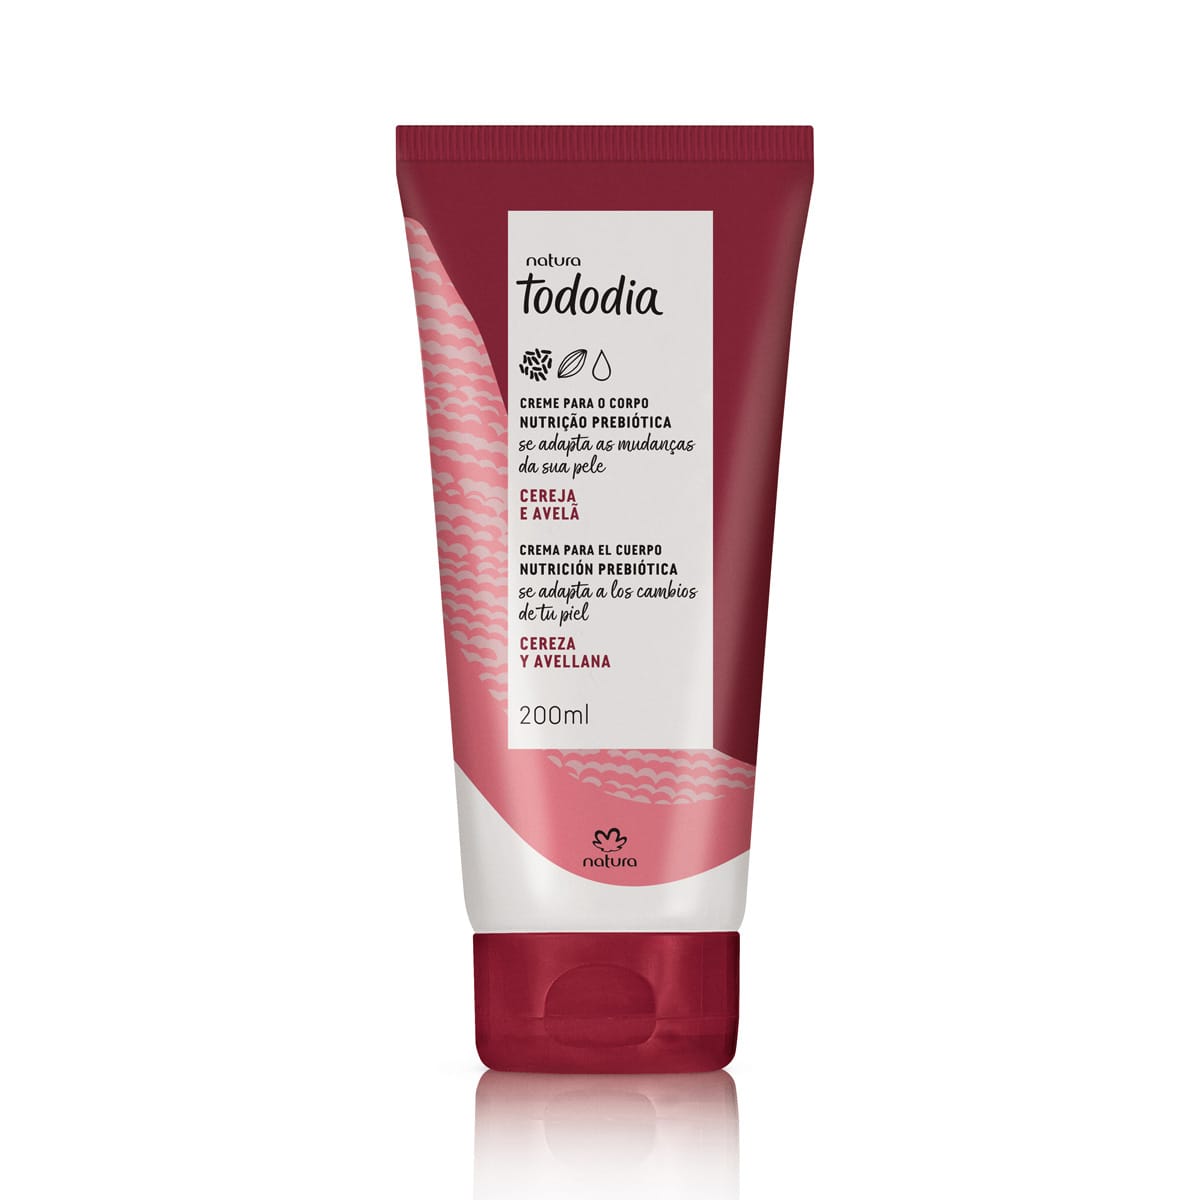 natura
tododia
CREME PARA O CORPO
NUTRIÇÃO PREBIÓTICA
se adapta as mudanças
da sua pele
CEREJA
E AVELÃ
CREMA PARA EL CUERPO
NUTRICIÓN PREBIÓTICA
se adapta a los cambios
de tu piel
CEREZA
Y AVELLANA
200ml
natura